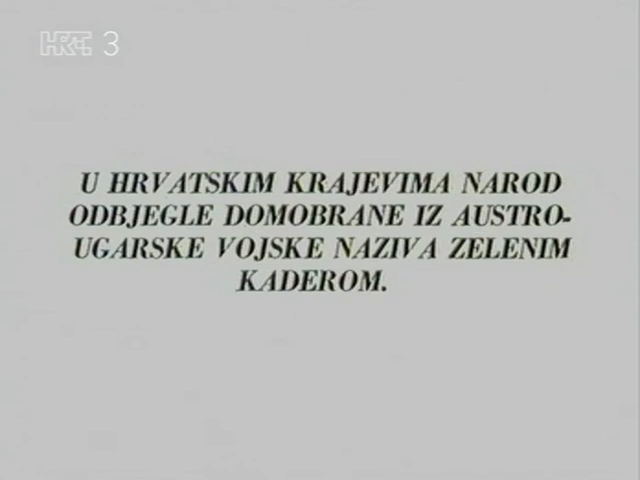 HRT 3
U HRVATSKIM KRAJEVIMA NAROD
ODBJEGLE DOMOBRANE IZ AUSTRO-
UGARSKE VOJSKE NAZIVA ZELENIM
KADEROM.